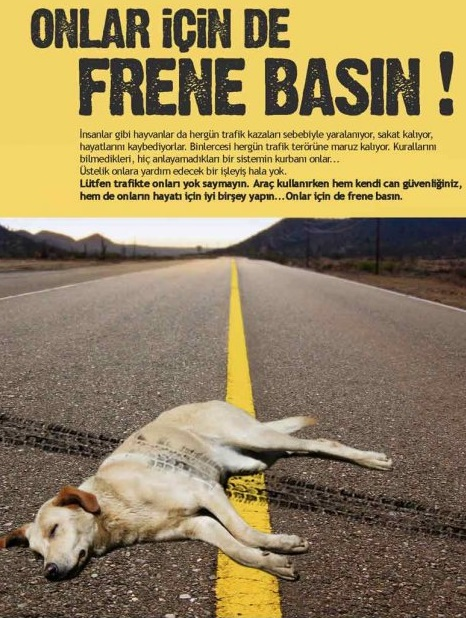 ONLAR İÇİN DE
FRENE BASIN !
İnsanlar gibi hayvanlar da hergün trafik kazaları sebebiyle yaralanıyor, sakat kalıyor,
hayatlarını kaybediyorlar. Binlercesi hergün trafik terörüne maruz kalıyor. Kurallarını
bilmedikleri, hiç anlayamadıkları bir sistemin kurbanı onlar...
Üstelik onlara yardım edecek bir işleyiş hala yok.
Lütfen trafikte onları yok saymayın. Araç kullanırken hem kendi can güvenliğiniz,
hem de onların hayatı için iyi birşey yapın...Onlar için de frene basın.